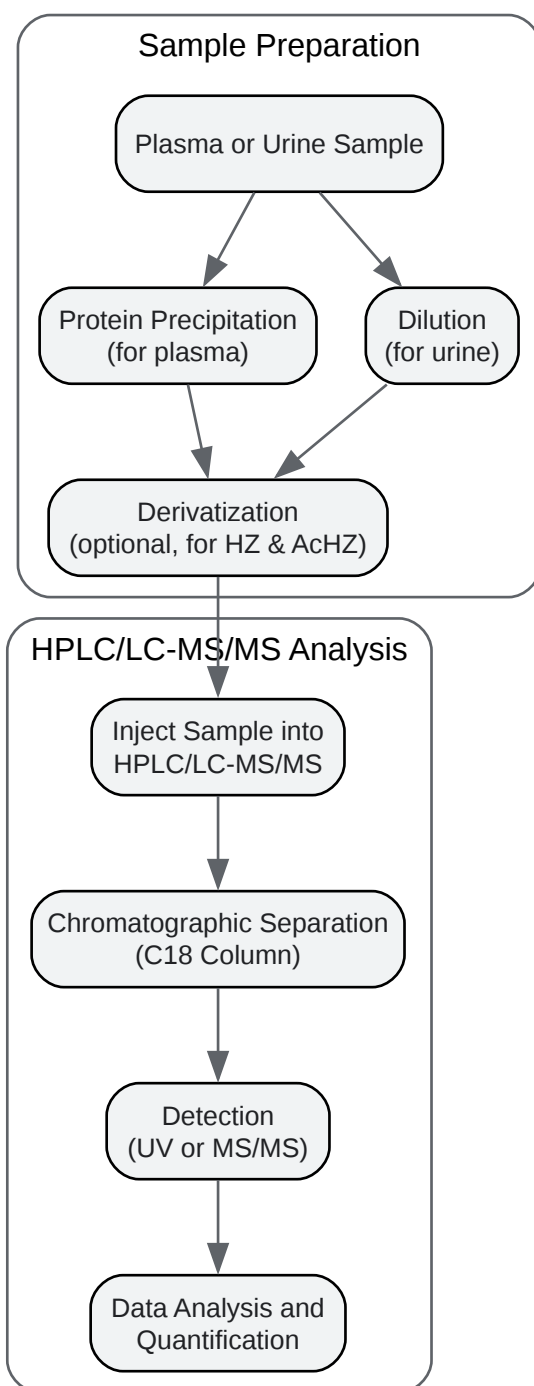 Sample Preparation
Plasma or Urine Sample
Protein Precipitation
(for plasma)
Dilution
(for urine)
Derivatization
(optional, for HZ & AcHZ)
HPLC/LC-MS/MS Analysis
Inject Sample into
HPLC/LC-MS/MS
Chromatographic Separation
(C18 Column)
Detection
(UV or MS/MS)
Data Analysis and
Quantification